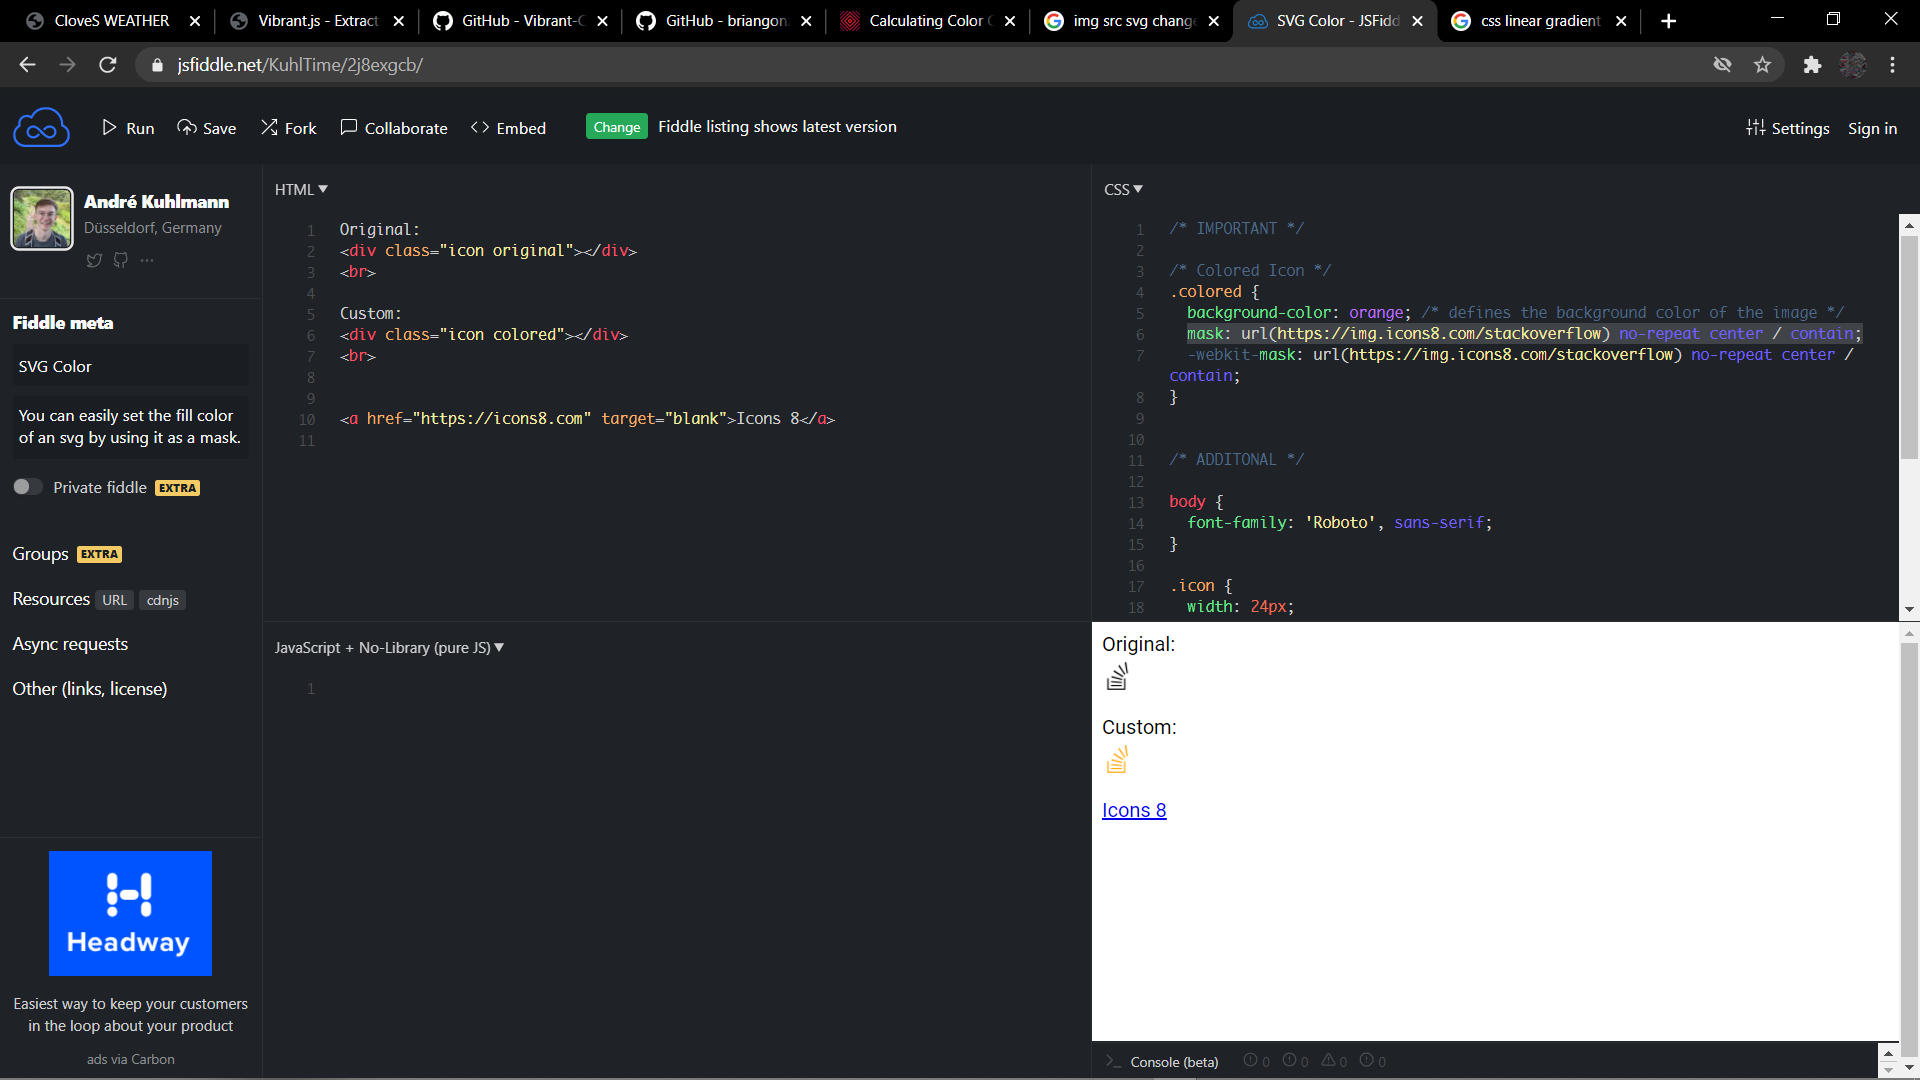 CloveS WEATHER
Vibrant.js - Extract
GitHub - Vibrant-C
GitHub - briangonz
Calculating Color C
img src svg change
SVG Color - JSFidd
css linear gradient
jsfiddle.net/KuhlTime/2j8exgcb/
Run
Save
Fork
Collaborate
Embed
Change
Fiddle listing shows latest version
Settings
Sign in
André Kuhlmann
Düsseldorf, Germany
Fiddle meta
SVG Color
You can easily set the fill color
of an svg by using it as a mask.
Private fiddle EXTRA
Groups EXTRA
Resources URL cdnjs
Async requests
Other (links, license)
Headway
Easiest way to keep your customers
in the loop about your product
ads via Carbon
HTML▼
1 Original:
2 <div class="icon original"></div>
3 <br>
4
5 Custom:
6 <div class="icon colored"></div>
7 <br>
8
9
10 <a href="https://icons8.com" target="blank">Icons 8</a>
11
CSS▼
1 /* IMPORTANT */
2
3 /* Colored Icon */
4 .colored {
5 background-color: orange; /* defines the background color of the image */
6 mask: url(https://img.icons8.com/stackoverflow) no-repeat center / contain;
7 -webkit-mask: url(https://img.icons8.com/stackoverflow) no-repeat center /
contain;
8 }
9
10
11 /* ADDITONAL */
12
13 body {
14 font-family: 'Roboto', sans-serif;
15 }
16
17 .icon {
18 width: 24px;
JavaScript + No-Library (pure JS)▼
1
Original:
Custom:
Icons 8
>_ Console (beta) 0 0 0 0